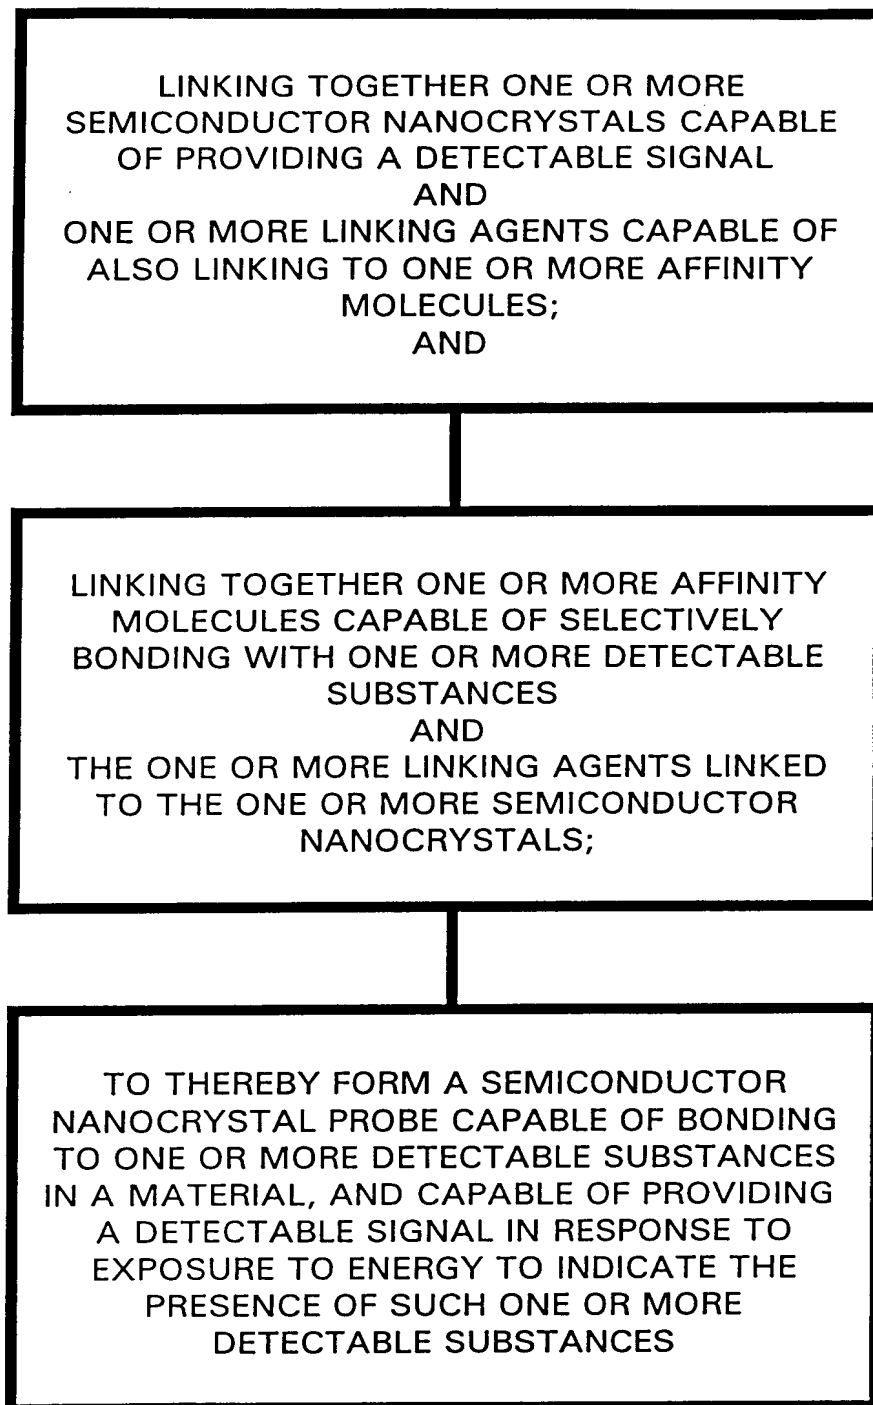 LINKING TOGETHER ONE OR MORE
SEMICONDUCTOR NANOCRYSTALS CAPABLE
OF PROVIDING A DETECTABLE SIGNAL
AND
ONE OR MORE LINKING AGENTS CAPABLE OF
ALSO LINKING TO ONE OR MORE AFFINITY
MOLECULES;
AND
LINKING TOGETHER ONE OR MORE AFFINITY
MOLECULES CAPABLE OF SELECTIVELY
BONDING WITH ONE OR MORE DETECTABLE
SUBSTANCES
AND
THE ONE OR MORE LINKING AGENTS LINKED
TO THE ONE OR MORE SEMICONDUCTOR
NANOCRYSTALS;
TO THEREBY FORM A SEMICONDUCTOR
NANOCRYSTAL PROBE CAPABLE OF BONDING
TO ONE OR MORE DETECTABLE SUBSTANCES
IN A MATERIAL, AND CAPABLE OF PROVIDING
A DETECTABLE SIGNAL IN RESPONSE TO
EXPOSURE TO ENERGY TO INDICATE THE
PRESENCE OF SUCH ONE OR MORE
DETECTABLE SUBSTANCES